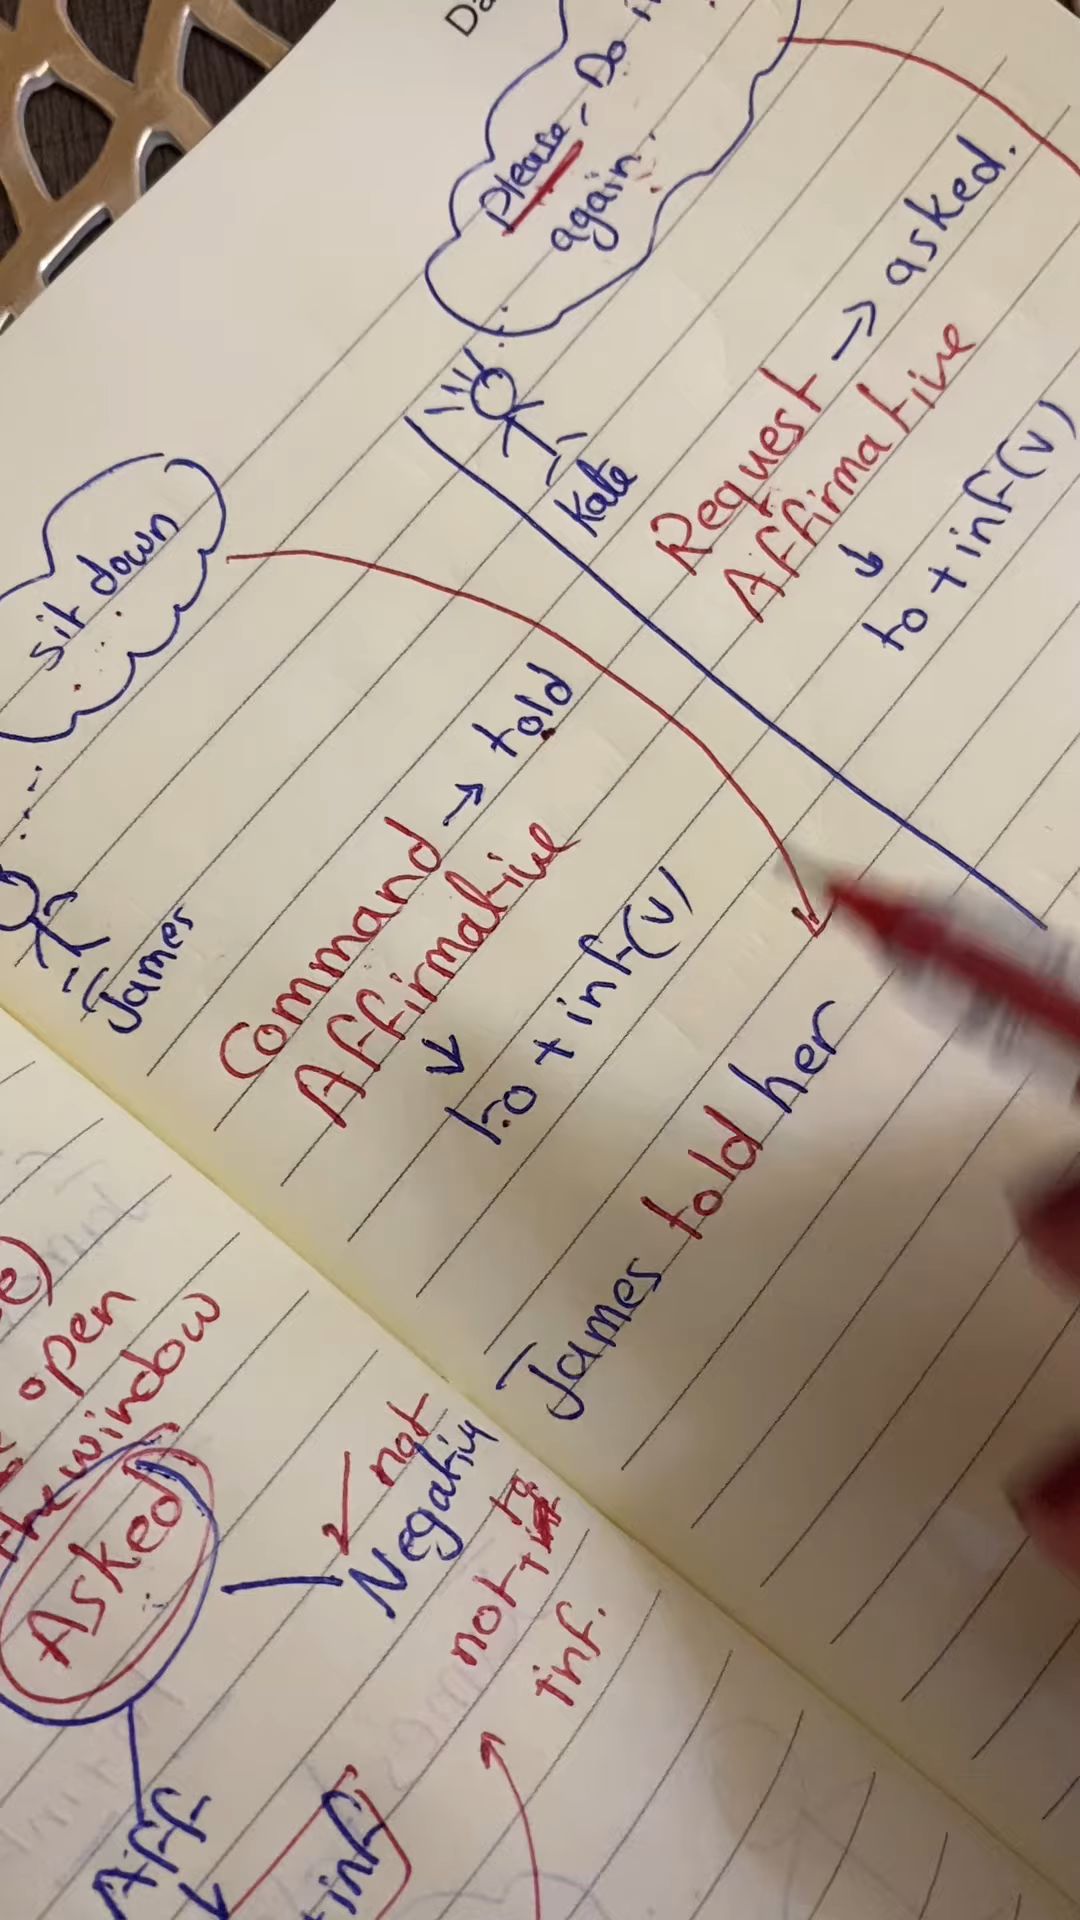 Please, Do it
again.
Kate
Request → asked.
Affirmative
↓
to + inf(v)
sit down
James
Command → told
Affirmative
↓
to + inf(v)
James told her
open
the window
Asked
not
Negativ
not to
inf.
Aff
↓
+ inf